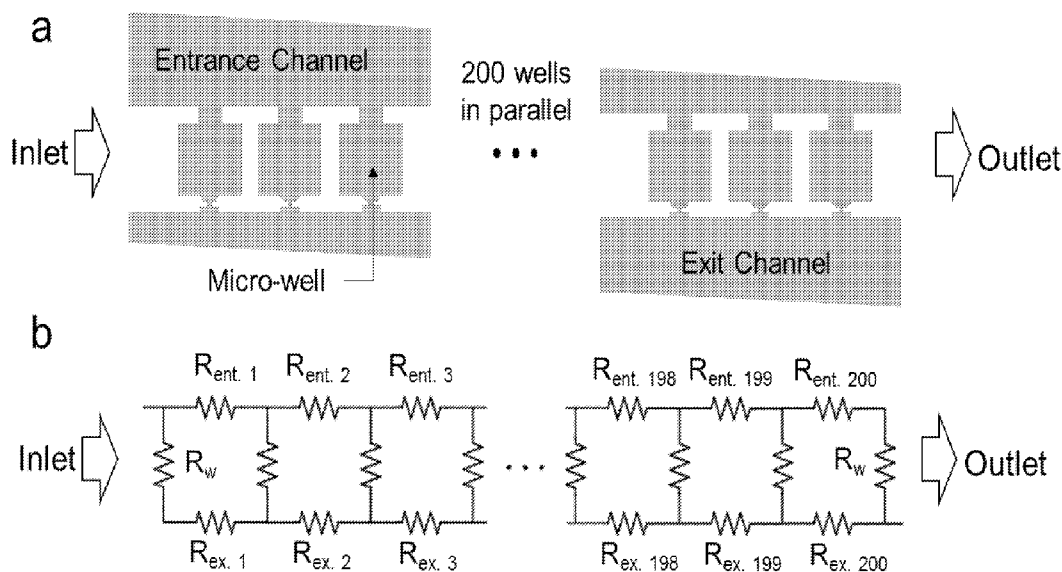 a
Entrance Channel
200 wells
in parallel
•••
Inlet
Outlet
Micro-well
Exit Channel
b
R_ent. 1 R_ent. 2 R_ent. 3 R_ent. 198 R_ent. 199 R_ent. 200
Inlet R_w ... R_w Outlet
R_ex. 1 R_ex. 2 R_ex. 3 R_ex. 198 R_ex. 199 R_ex. 200